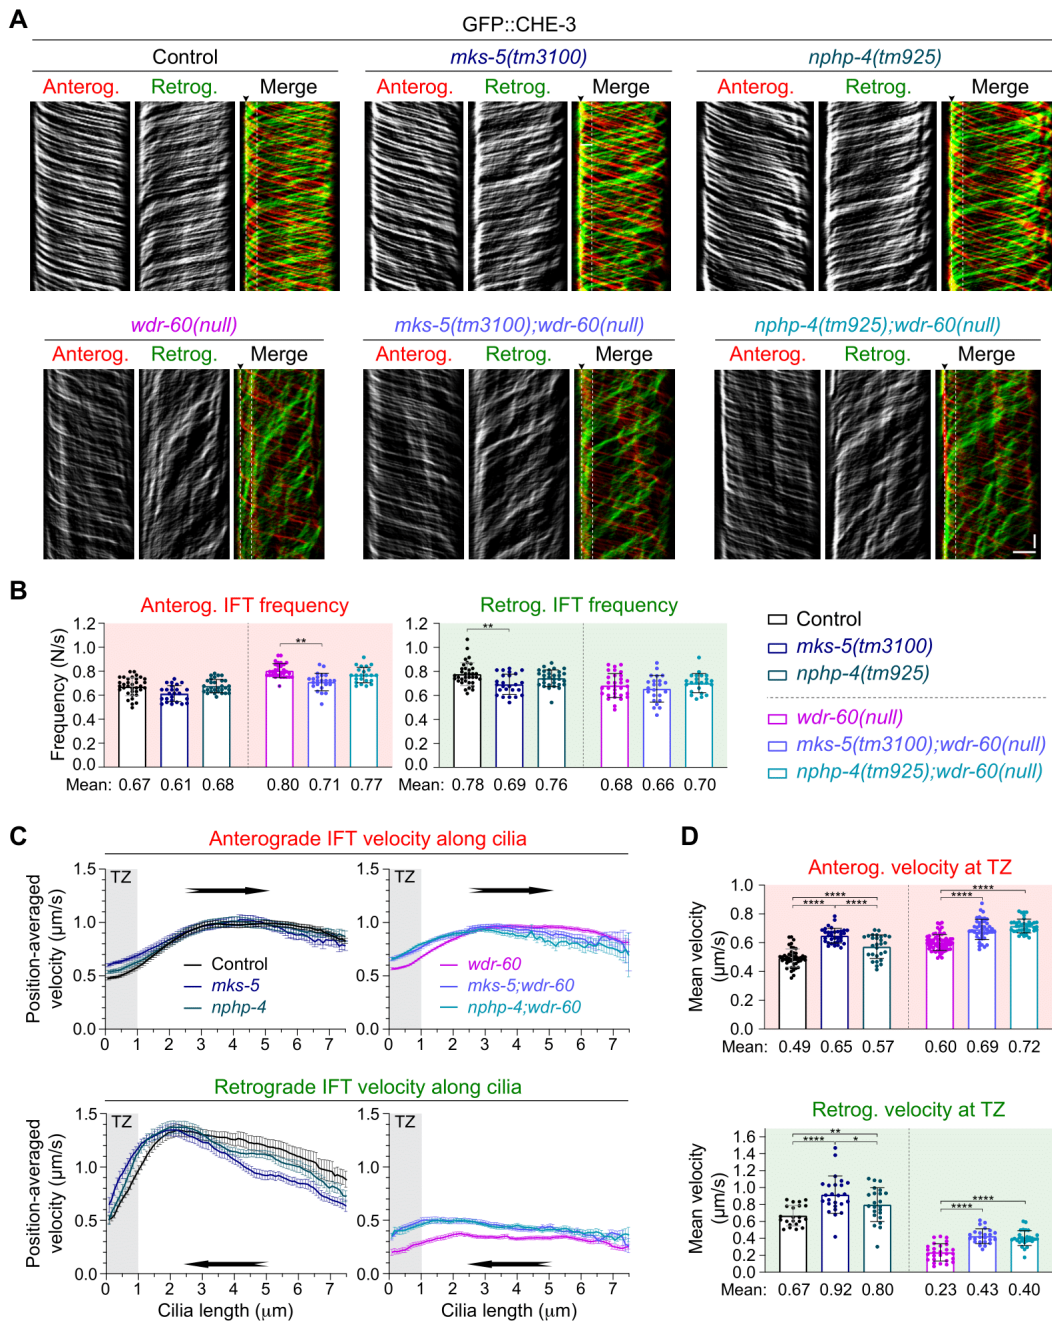 A
GFP::CHE-3
Control mks-5(tm3100) nphp-4(tm925)
Anterog. Retrog. Merge Anterog. Retrog. Merge Anterog. Retrog. Merge
wdr-60(null) mks-5(tm3100);wdr-60(null) nphp-4(tm925);wdr-60(null)
Anterog. Retrog. Merge Anterog. Retrog. Merge Anterog. Retrog. Merge
B
Anterog. IFT frequency
Frequency (N/s)
1.2
1.0
0.8
0.6
0.4
0.2
0.0
**
Mean: 0.67 0.61 0.68 0.80 0.71 0.77
Retrog. IFT frequency
1.2
1.0
0.8
0.6
0.4
0.2
0.0
**
0.78 0.69 0.76 0.68 0.66 0.70
Control
mks-5(tm3100)
nphp-4(tm925)
wdr-60(null)
mks-5(tm3100);wdr-60(null)
nphp-4(tm925);wdr-60(null)
C
Anterograde IFT velocity along cilia
Position-averaged
velocity (μm/s)
1.5
1.0
0.5
0.0
TZ
Control
mks-5
nphp-4
0 1 2 3 4 5 6 7
1.5
1.0
0.5
0.0
TZ
wdr-60
mks-5;wdr-60
nphp-4;wdr-60
0 1 2 3 4 5 6 7
Retrograde IFT velocity along cilia
Position-averaged
velocity (μm/s)
1.5
1.0
0.5
0.0
TZ
0 1 2 3 4 5 6 7
Cilia length (μm)
1.5
1.0
0.5
0.0
TZ
0 1 2 3 4 5 6 7
Cilia length (μm)
D
Anterog. velocity at TZ
Mean velocity
(μm/s)
1.0
0.8
0.6
0.4
0.2
0.0
****
**** ****
****
****
Mean: 0.49 0.65 0.57 0.60 0.69 0.72
Retrog. velocity at TZ
Mean velocity
(μm/s)
1.6
1.4
1.2
1.0
0.8
0.6
0.4
0.2
0.0
**
**** *
****
****
Mean: 0.67 0.92 0.80 0.23 0.43 0.40